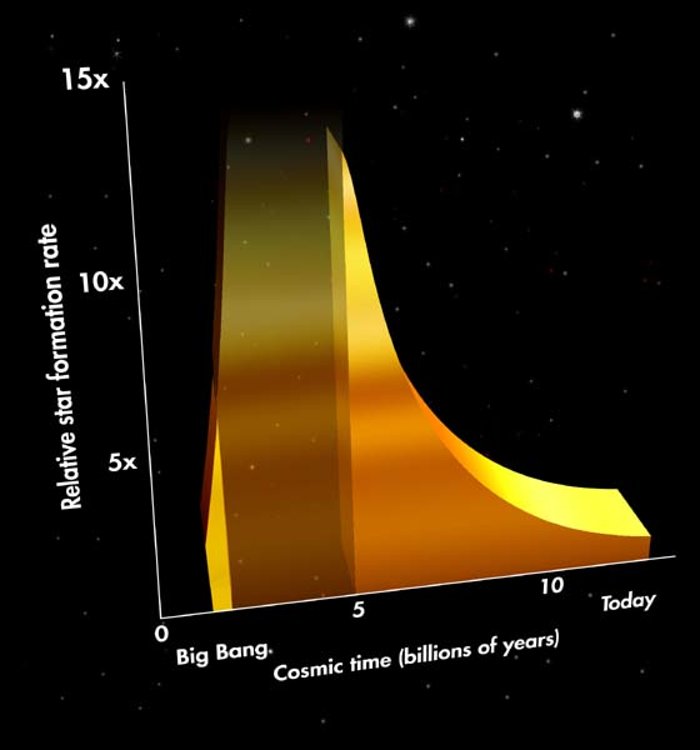 15x
10x
5x
Relative star formation rate
0
5
10
Big Bang.
Today
Cosmic time (billions of years)